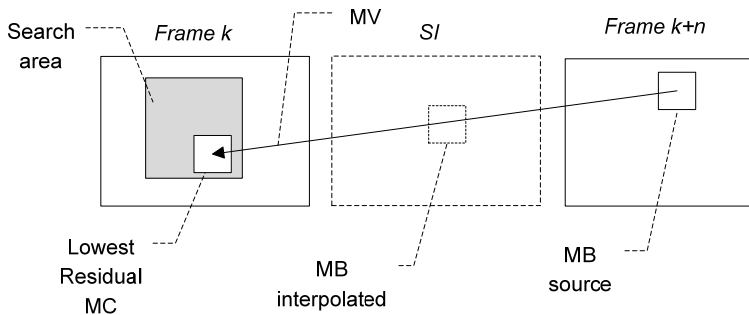 Search
area
Frame k
MV
SI
Frame k+n
Lowest
Residual
MC
MB
interpolated
MB
source